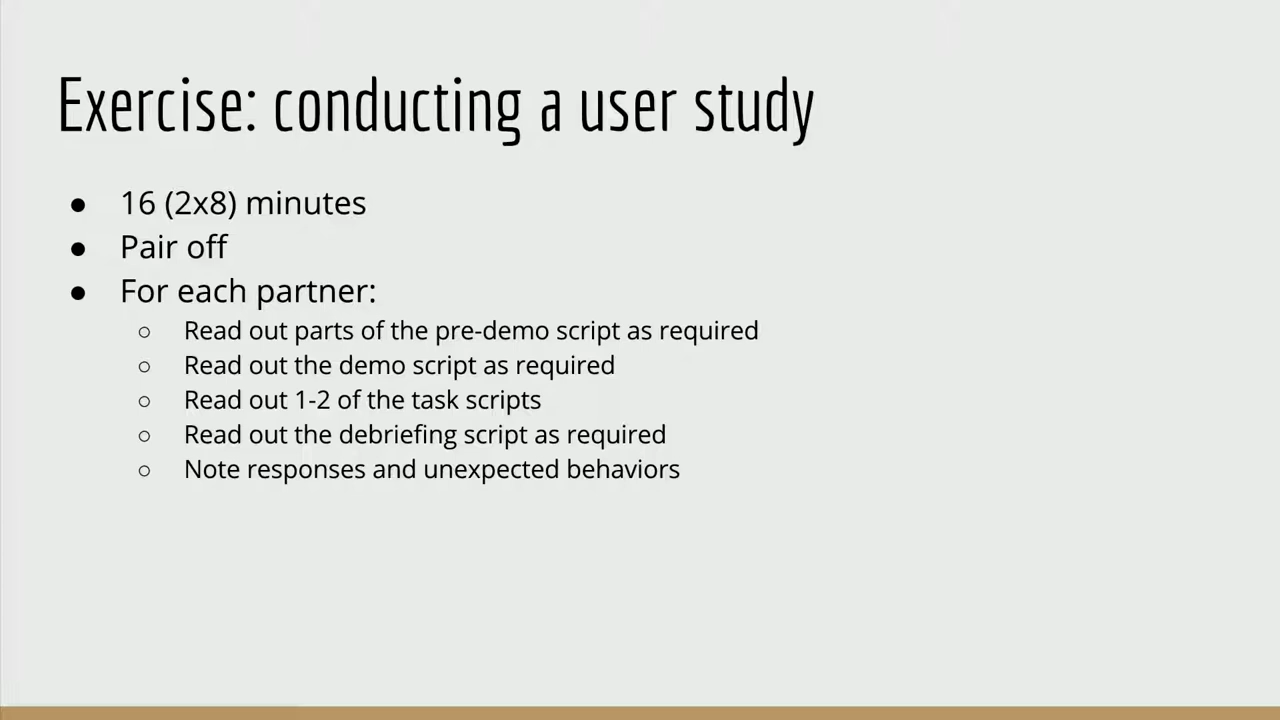 Exercise: conducting a user study
● 16 (2x8) minutes
● Pair off
● For each partner:
○ Read out parts of the pre-demo script as required
○ Read out the demo script as required
○ Read out 1-2 of the task scripts
○ Read out the debriefing script as required
○ Note responses and unexpected behaviors